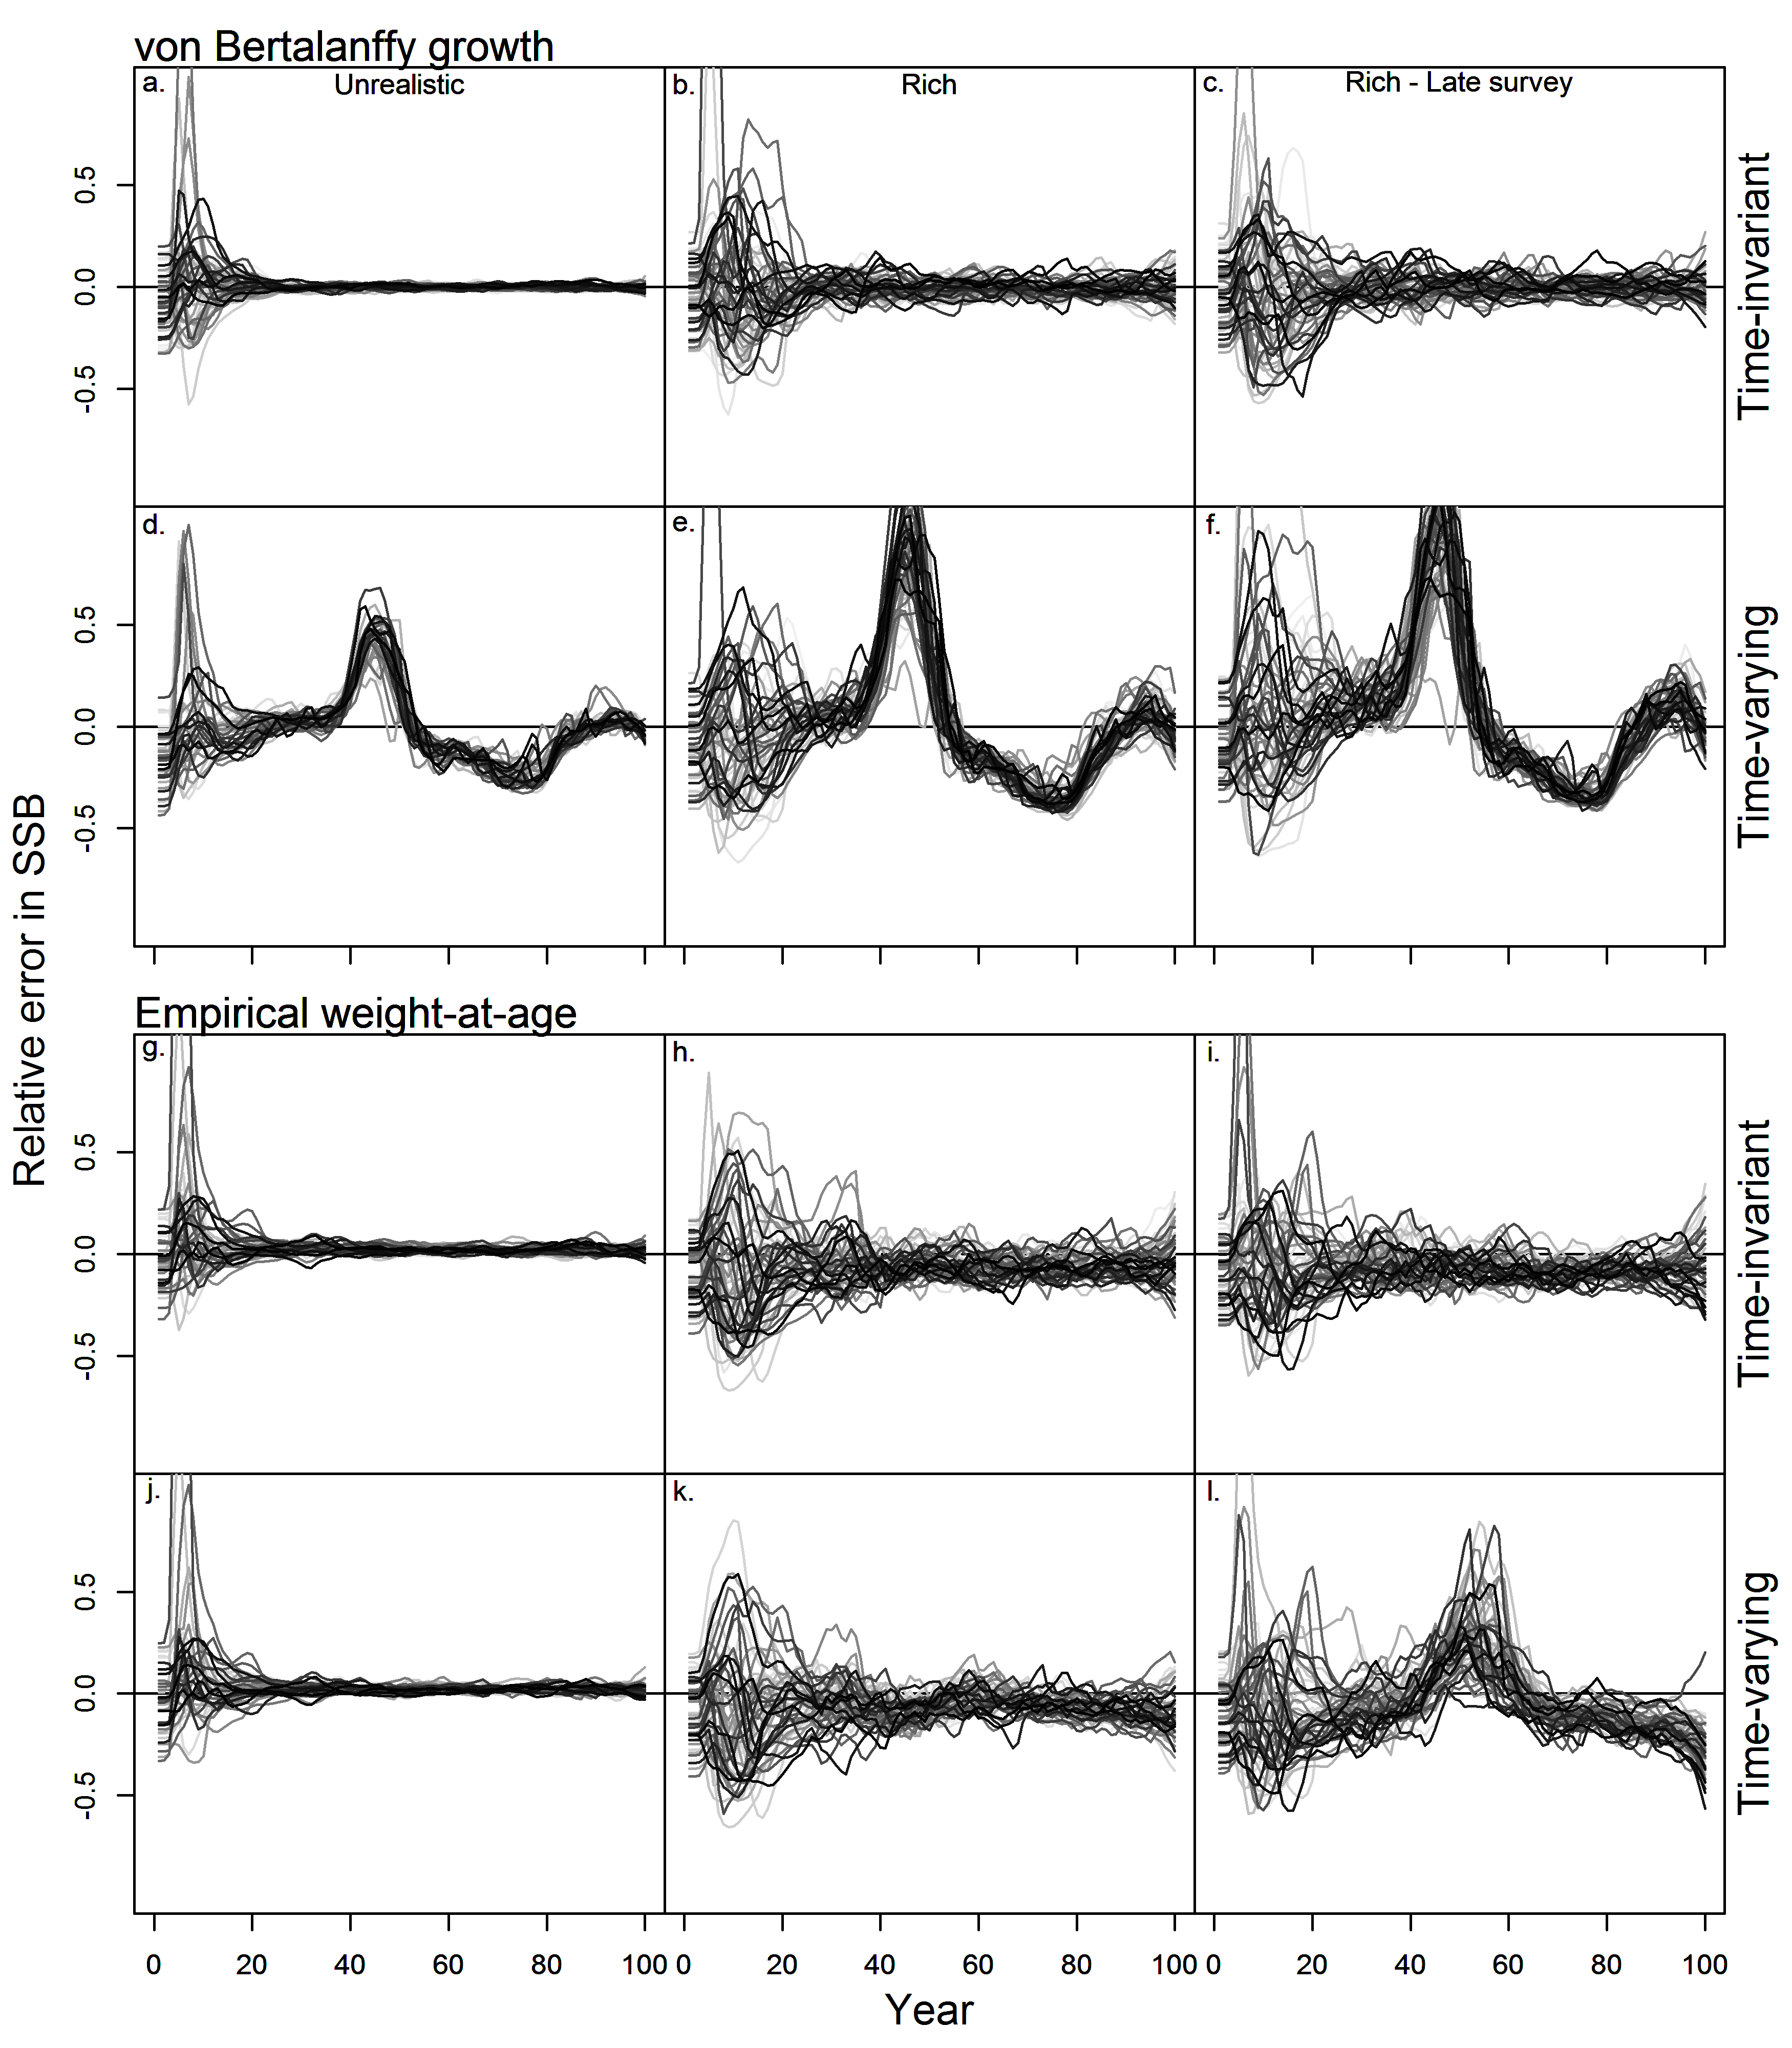 von Bertalanffy growth
a.
Unrealistic
b.
Rich
c.
Rich - Late survey
0.5
0.0
-0.5
Time-invariant
d.
e.
f.
0.5
0.0
-0.5
Time-varying
Relative error in SSB
Empirical weight-at-age
g.
h.
i.
0.5
0.0
-0.5
Time-invariant
j.
k.
l.
0.5
0.0
-0.5
Time-varying
0 20 40 60 80 100 0 20 40 60 80 100 0 20 40 60 80 100
Year